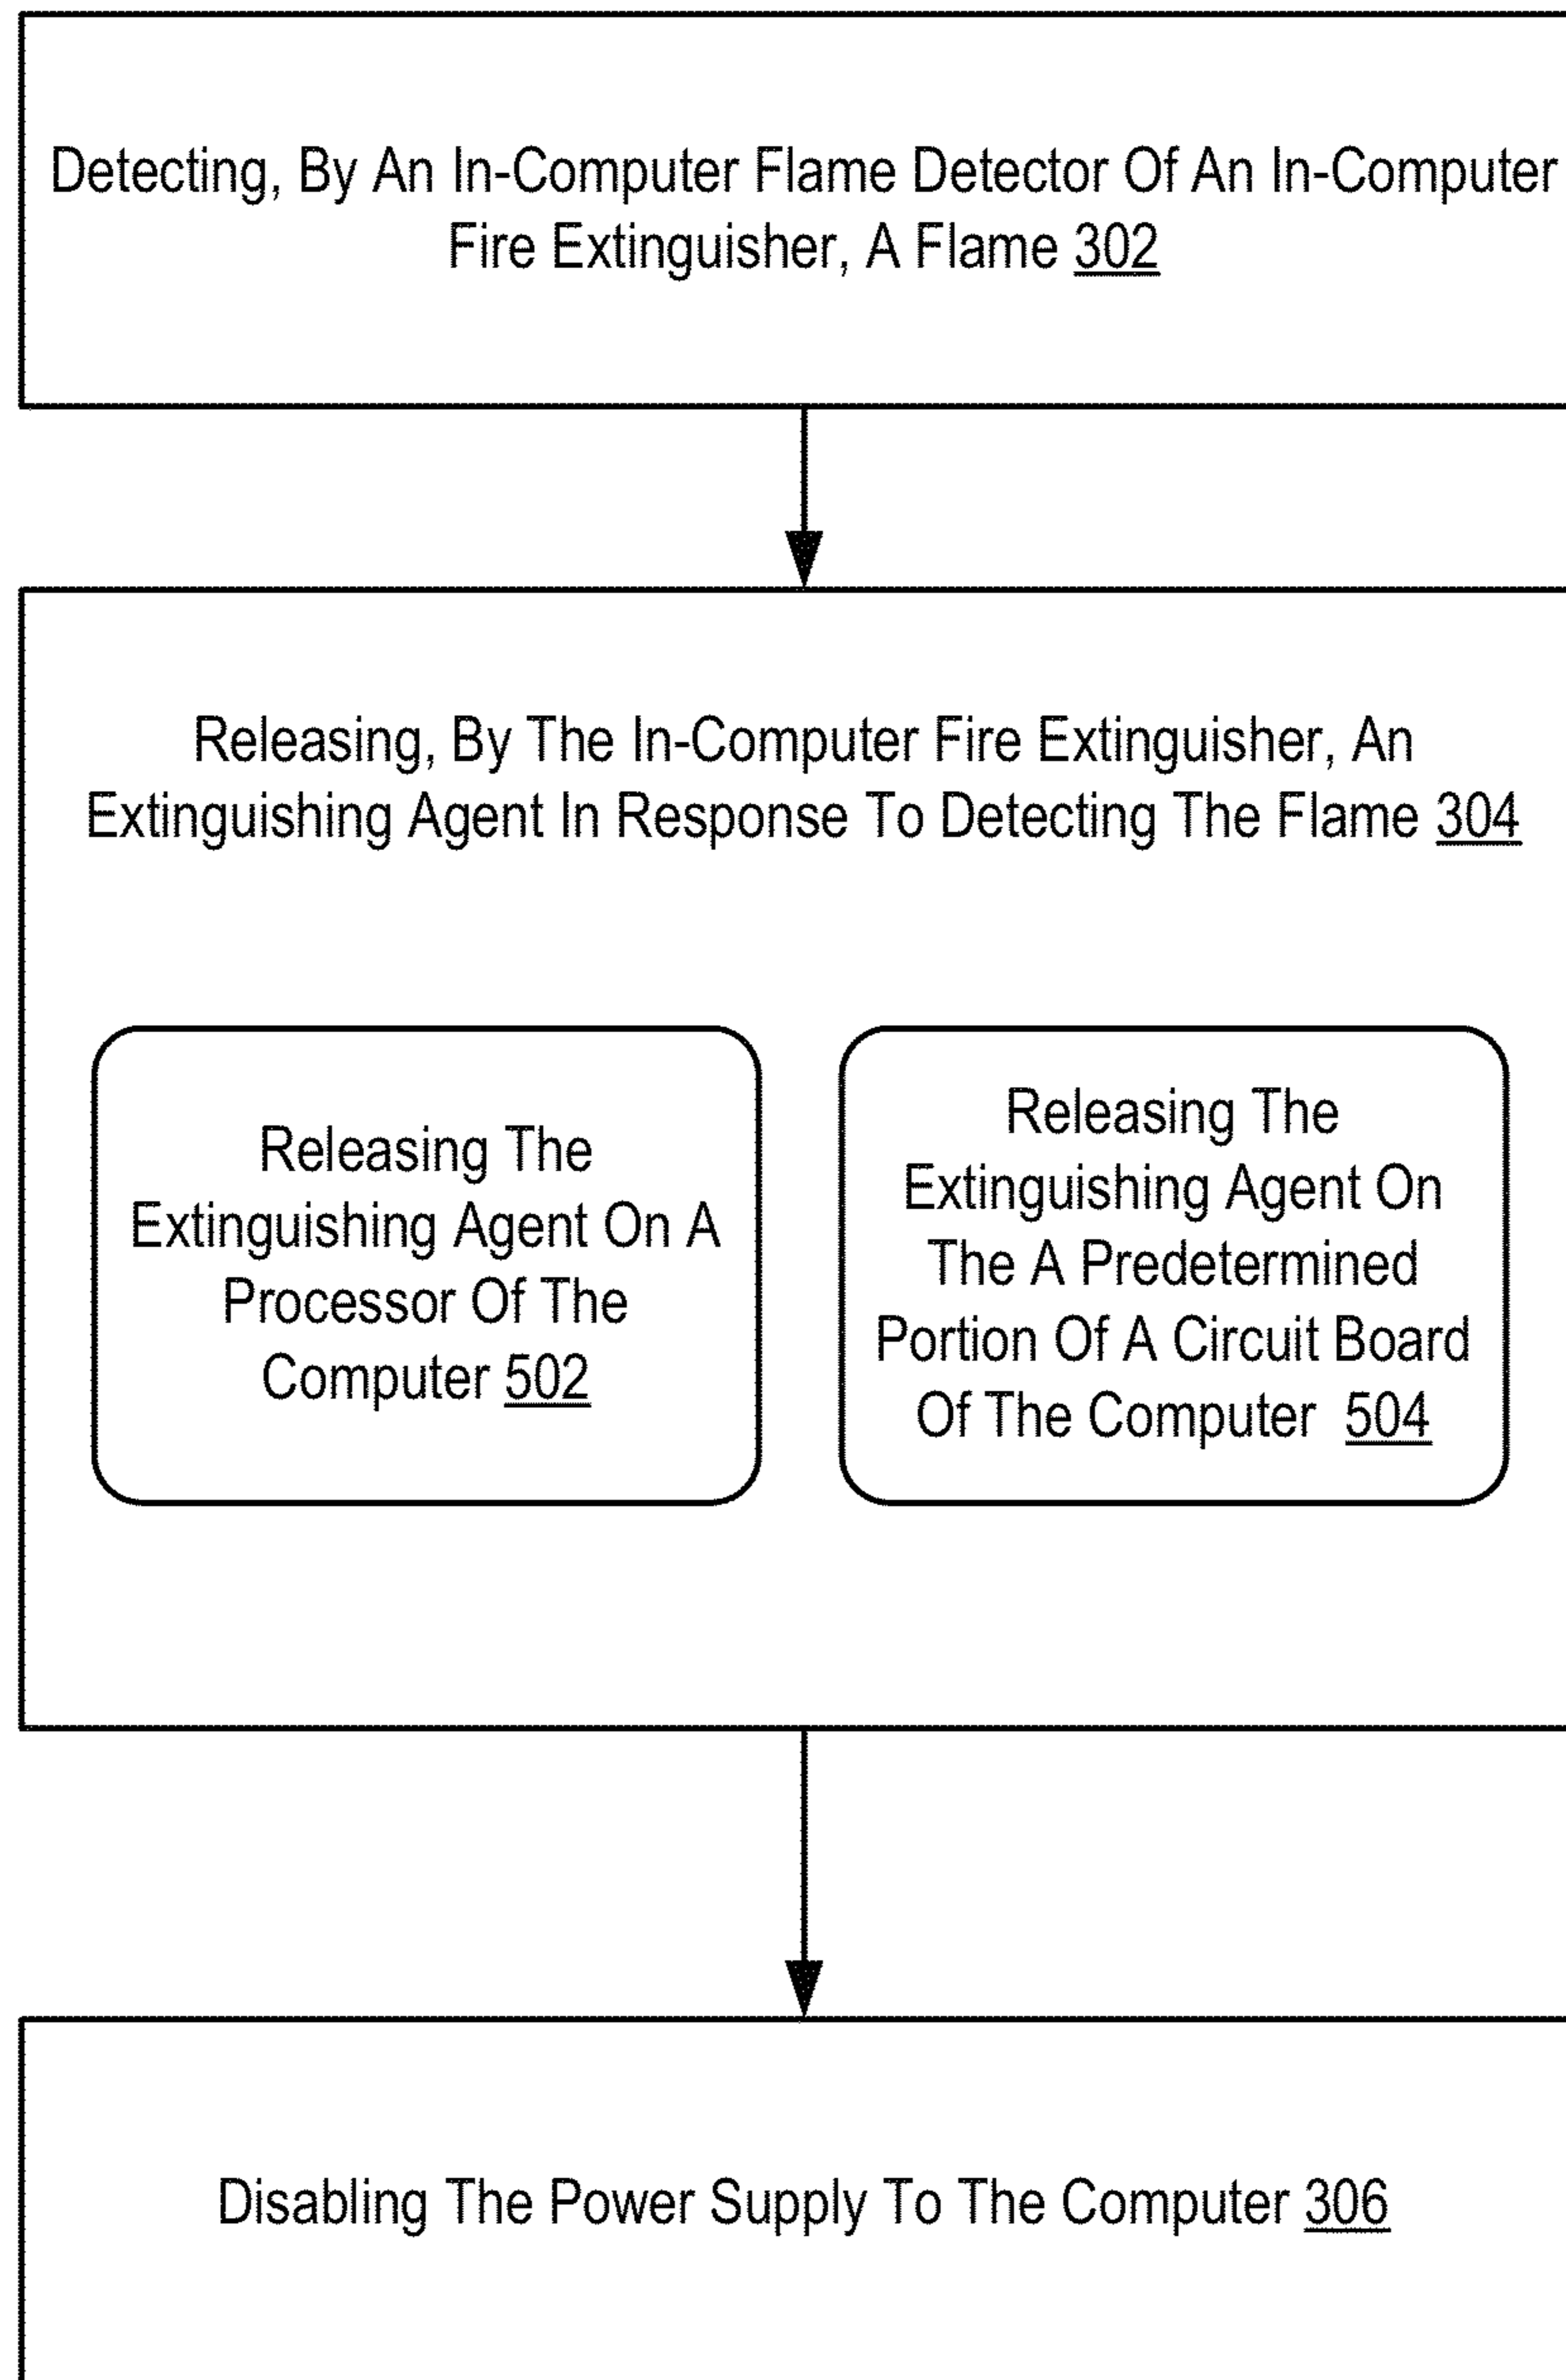 Detecting, By An In-Computer Flame Detector Of An In-Computer
Fire Extinguisher, A Flame 302
Releasing, By The In-Computer Fire Extinguisher, An
Extinguishing Agent In Response To Detecting The Flame 304
Releasing The
Extinguishing Agent On A
Processor Of The
Computer 502
Releasing The
Extinguishing Agent On
The A Predetermined
Portion Of A Circuit Board
Of The Computer 504
Disabling The Power Supply To The Computer 306